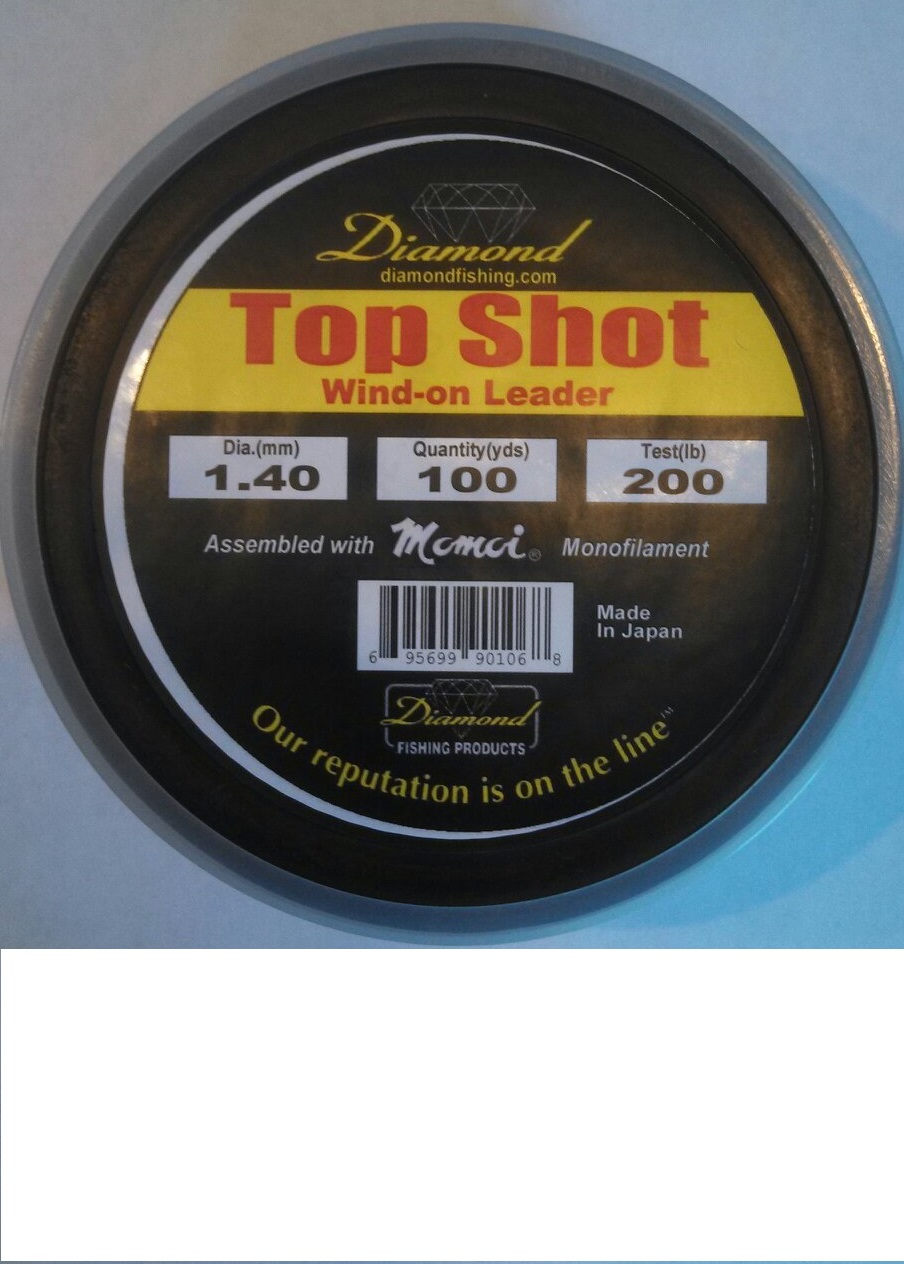 Diamond
diamondfishing.com
Top Shot
Wind-on Leader
Dia.(mm) Quantity(yds) Test(lb)
1.40 100 200
Assembled with Momoi® Monofilament
Made
In Japan
6 95699 90106 8
Diamond
FISHING PRODUCTS
Our reputation is on the line™